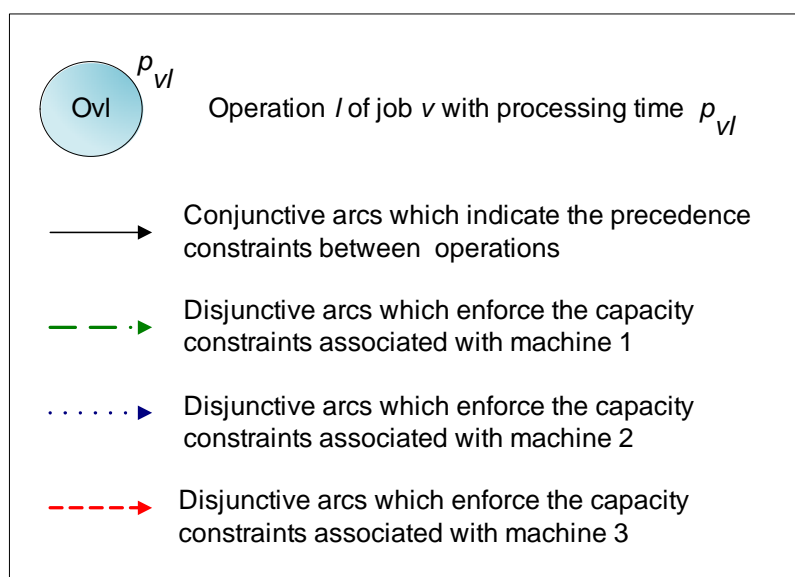 p
vl
Ovl
Operation l of job v with processing time p
vl
Conjunctive arcs which indicate the precedence
constraints between operations
Disjunctive arcs which enforce the capacity
constraints associated with machine 1
Disjunctive arcs which enforce the capacity
constraints associated with machine 2
Disjunctive arcs which enforce the capacity
constraints associated with machine 3